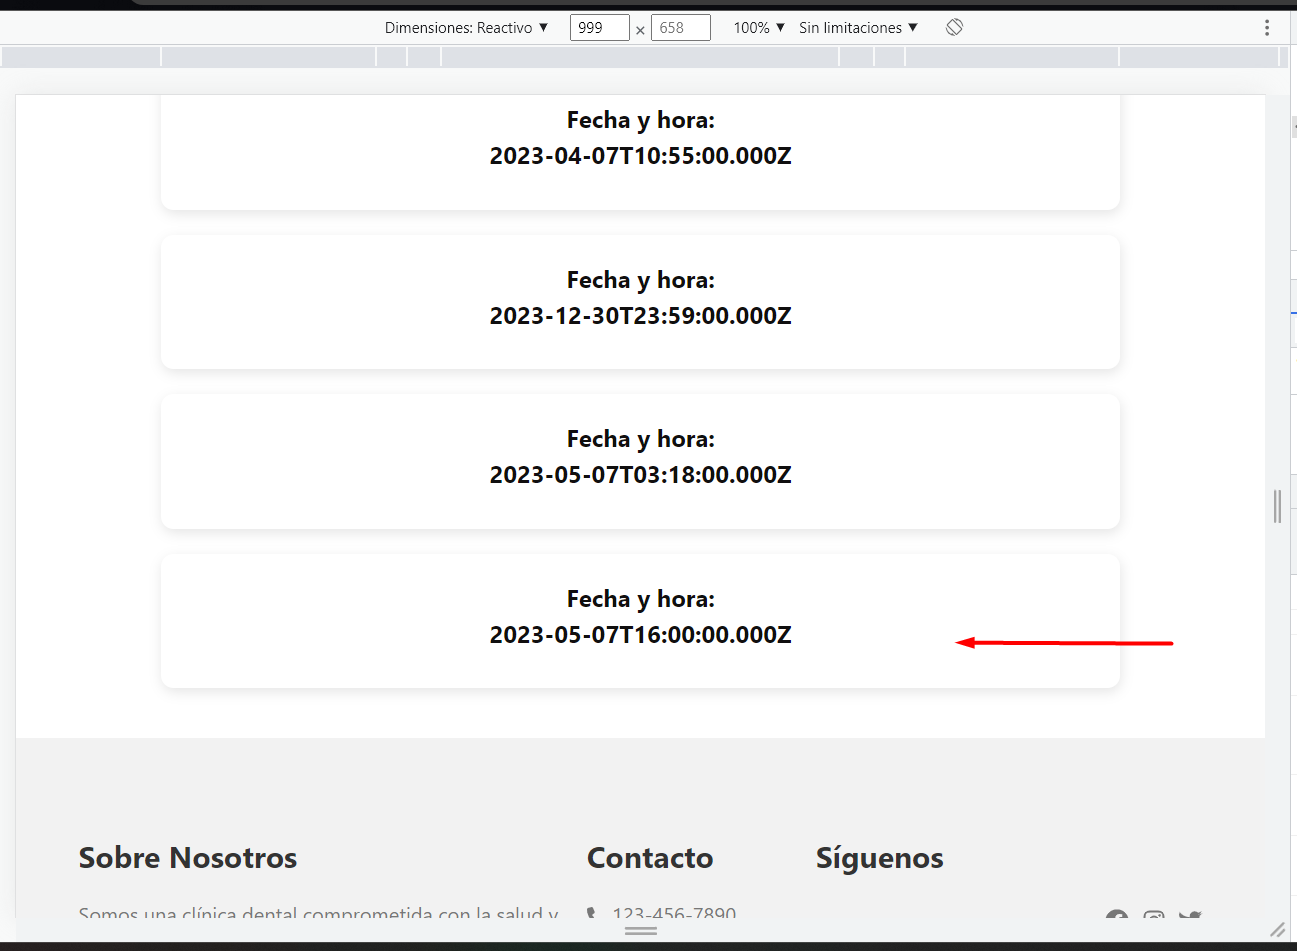 Dimensiones: Reactivo ▼ 999 × 658 100% ▼ Sin limitaciones ▼
Fecha y hora:
2023-04-07T10:55:00.000Z
Fecha y hora:
2023-12-30T23:59:00.000Z
Fecha y hora:
2023-05-07T03:18:00.000Z
Fecha y hora:
2023-05-07T16:00:00.000Z
Sobre Nosotros Contacto Síguenos
Somos una clínica dental comprometida con la salud y 123-456-7890